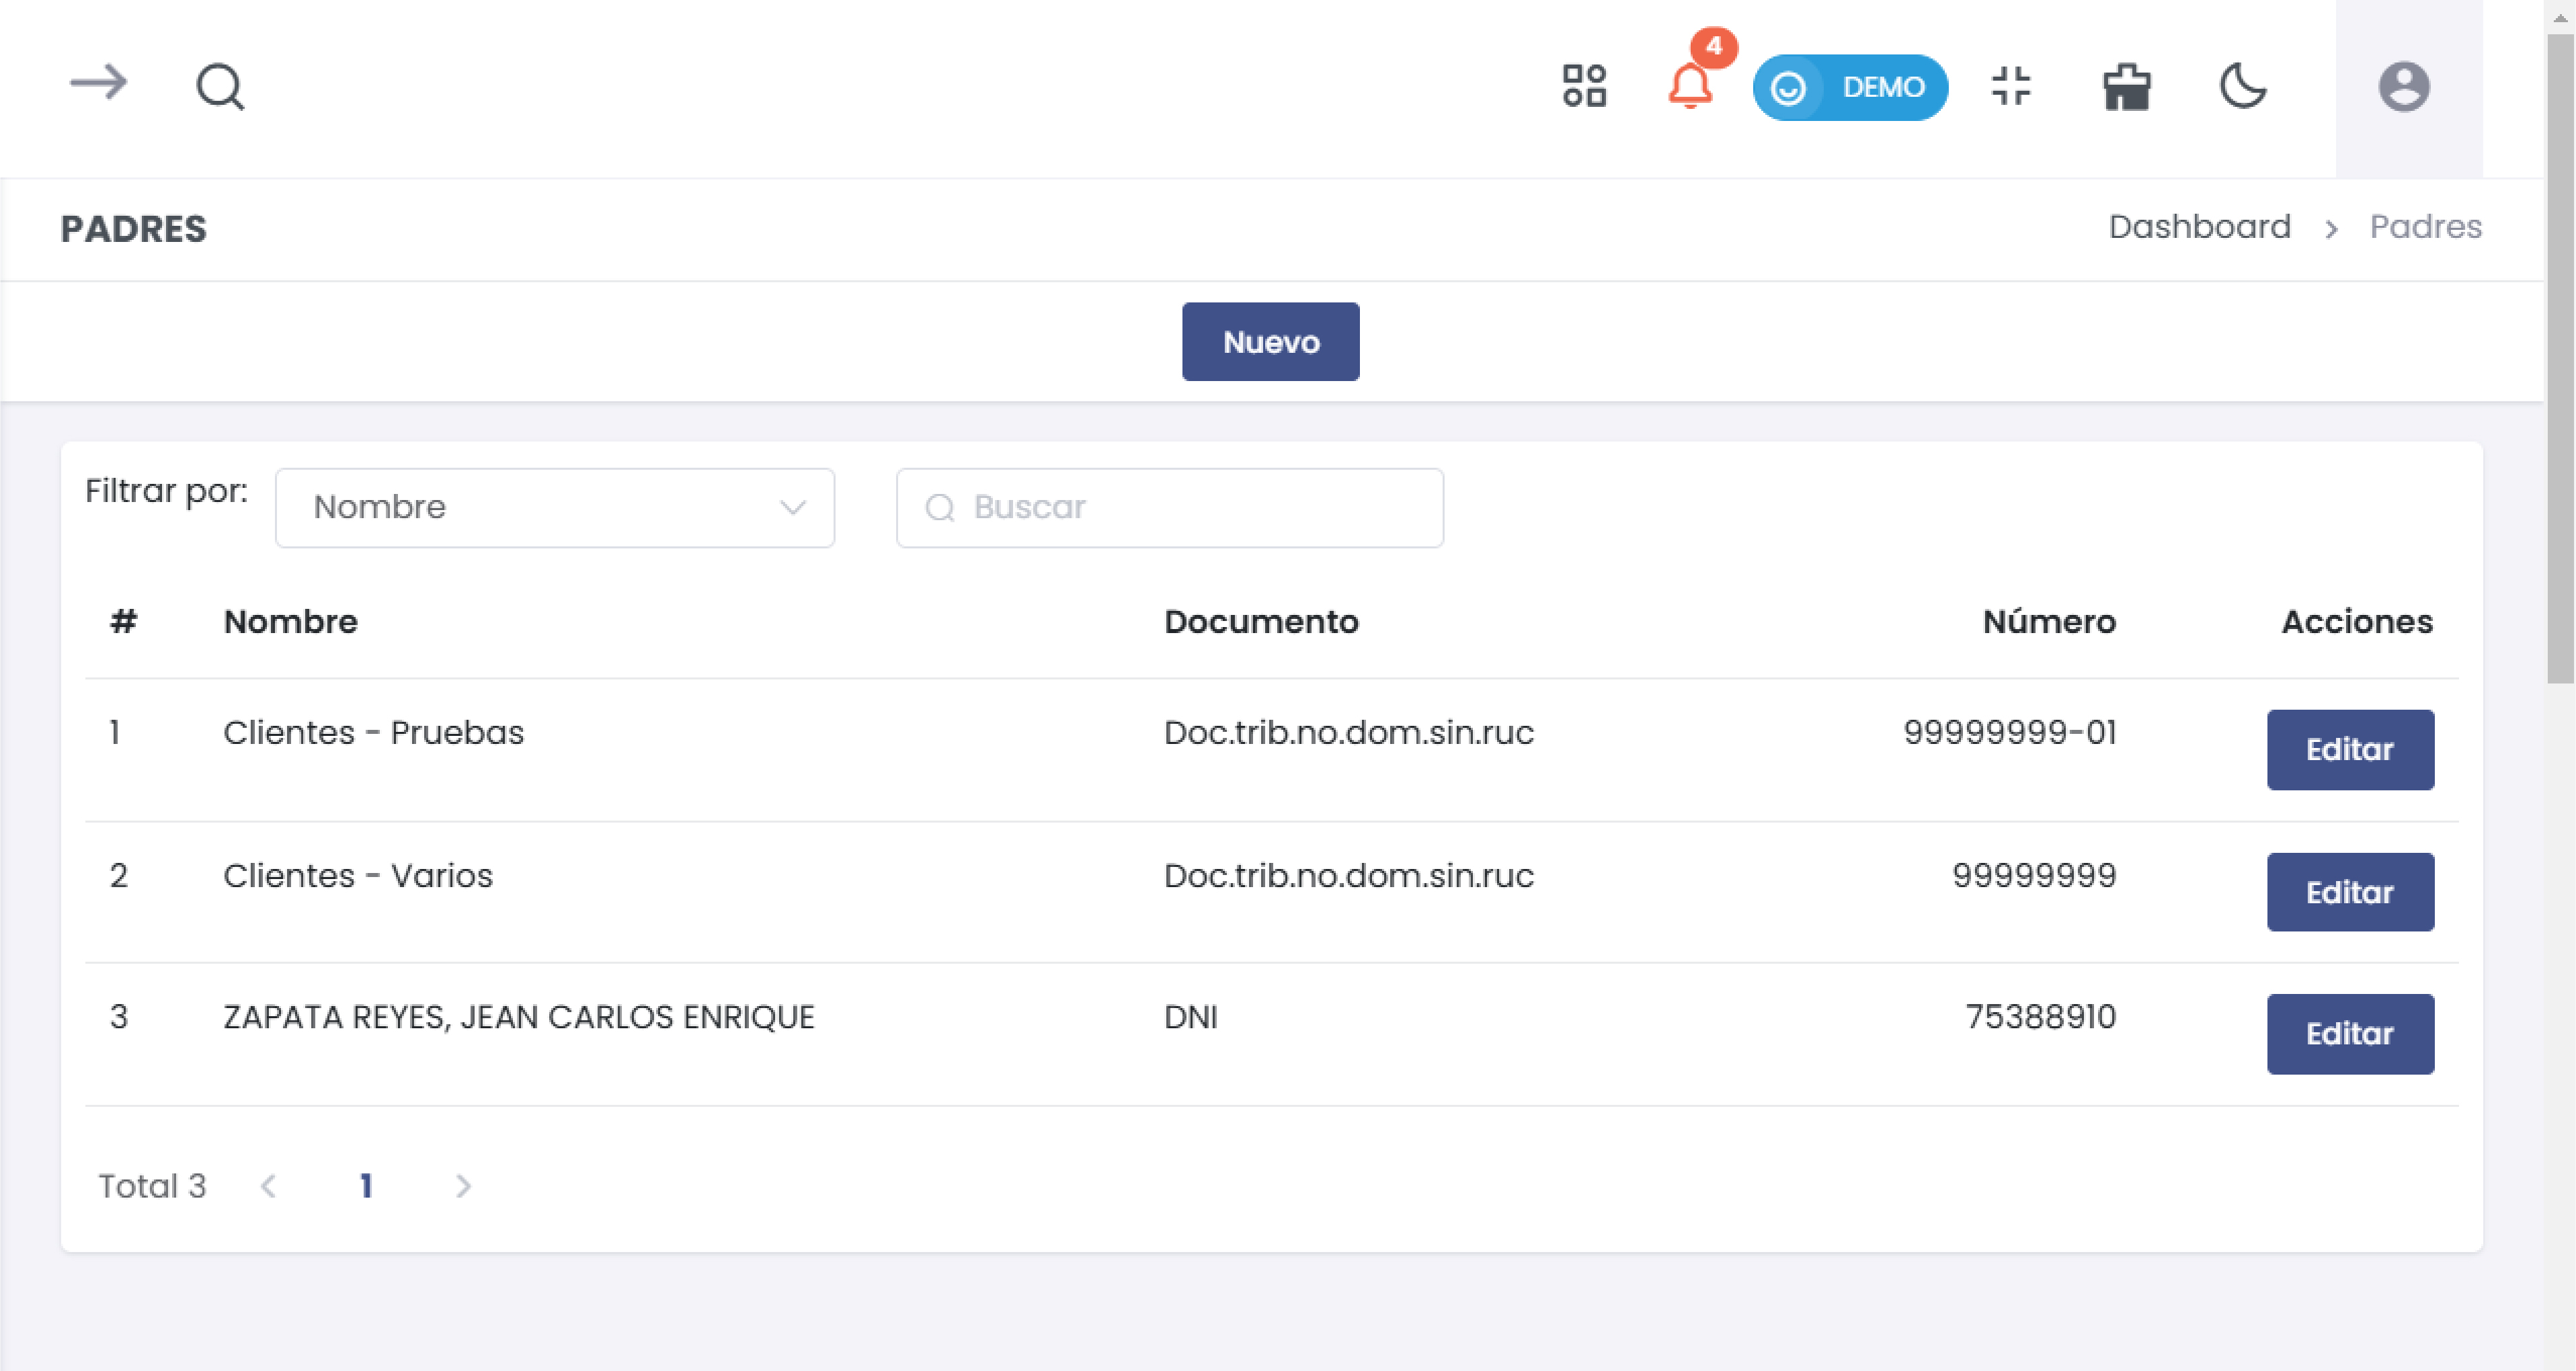 4
DEMO
PADRES
Dashboard > Padres
Nuevo
Filtrar por: Nombre Buscar
# Nombre Documento Número Acciones
1 Clientes - Pruebas Doc.trib.no.dom.sin.ruc 99999999-01 Editar
2 Clientes - Varios Doc.trib.no.dom.sin.ruc 99999999 Editar
3 ZAPATA REYES, JEAN CARLOS ENRIQUE DNI 75388910 Editar
Total 3 < 1 >